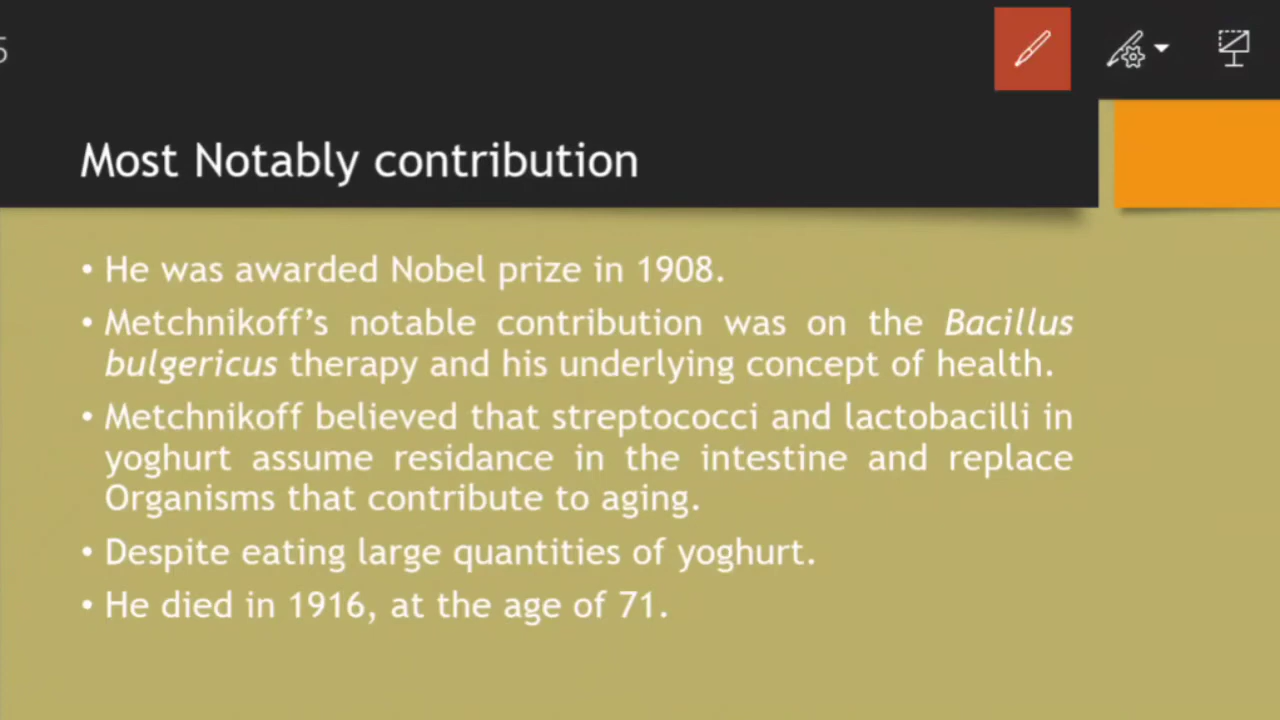 Most Notably contribution
• He was awarded Nobel prize in 1908.
• Metchnikoff’s notable contribution was on the Bacillus
bulgericus therapy and his underlying concept of health.
• Metchnikoff believed that streptococci and lactobacilli in
yoghurt assume residance in the intestine and replace
Organisms that contribute to aging.
• Despite eating large quantities of yoghurt.
• He died in 1916, at the age of 71.